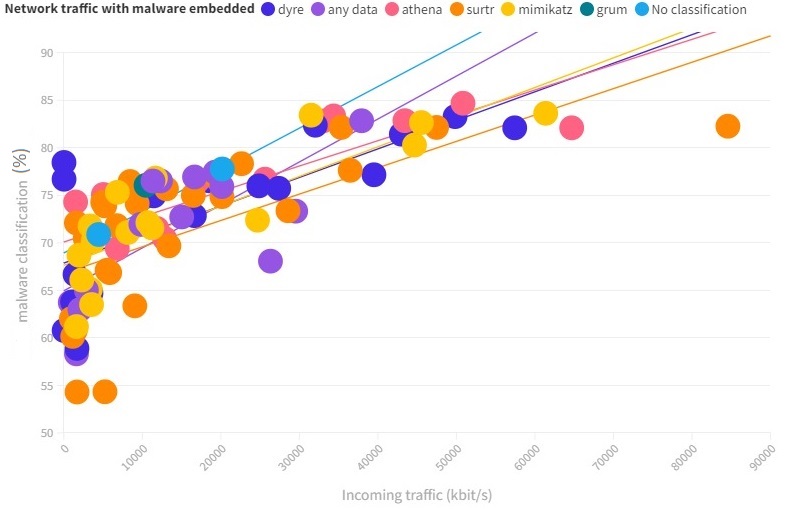 Network traffic with malware embedded dyre any data athena surtr mimikatz grum No classification
90
85
80
75
70
65
60
55
50
malware classification (%)
0 10000 20000 30000 40000 50000 60000 70000 80000 90000
Incoming traffic (kbit/s)